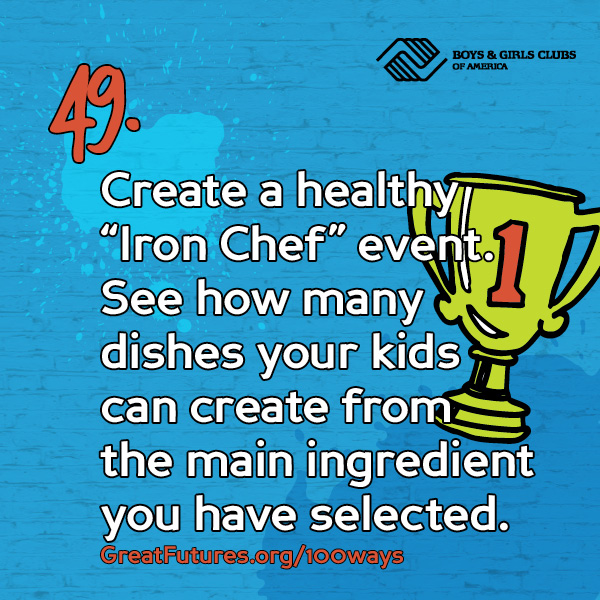 BOYS & GIRLS CLUBS
OF AMERICA
49.
Create a healthy
“Iron Chef” event.
1
See how many
dishes your kids
can create from
the main ingredient
you have selected.
GreatFutures.org/100ways